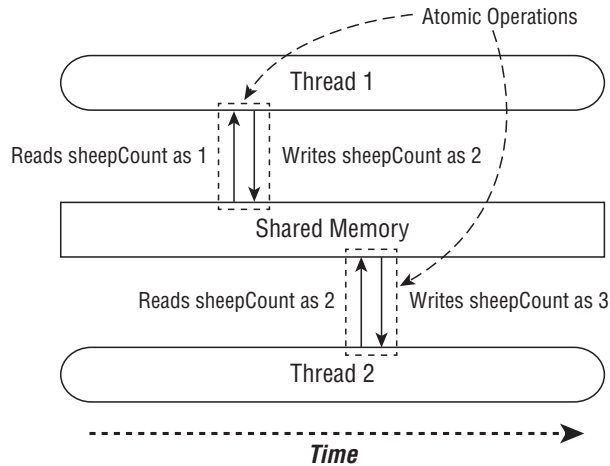 Atomic Operations
Thread 1
Reads sheepCount as 1
Writes sheepCount as 2
Shared Memory
Reads sheepCount as 2
Writes sheepCount as 3
Thread 2
Time